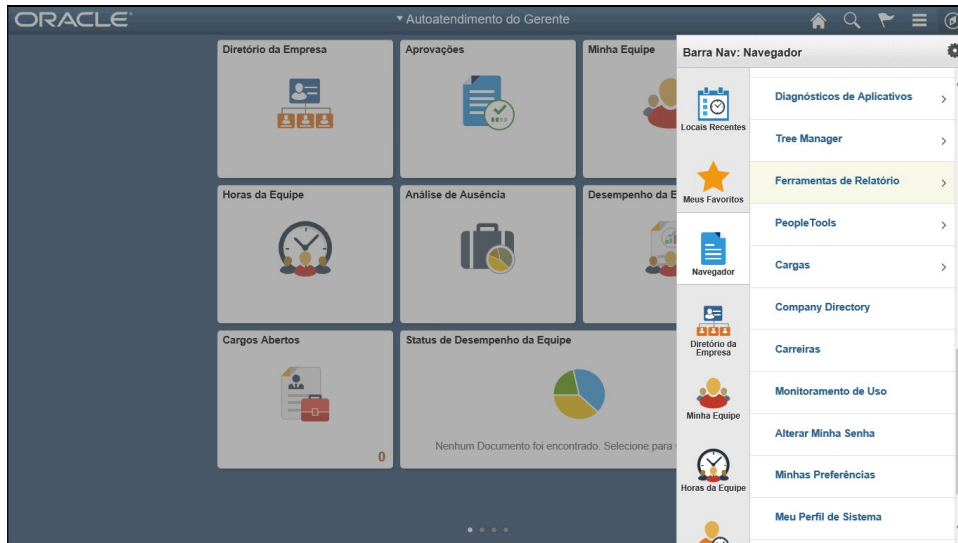 ORACLE
Autoatendimento do Gerente
Diretório da Empresa
Aprovações
Minha Equipe
Horas da Equipe
Análise de Ausência
Desempenho da E
Cargos Abertos
0
Status de Desempenho da Equipe
Nenhum Documento foi encontrado. Selecione para
Barra Nav: Navegador
Locais Recentes
Meus Favoritos
Navegador
Diretório da
Empresa
Minha Equipe
Horas da Equipe
Diagnósticos de Aplicativos
Tree Manager
Ferramentas de Relatório
PeopleTools
Cargas
Company Directory
Carreiras
Monitoramento de Uso
Alterar Minha Senha
Minhas Preferências
Meu Perfil de Sistema